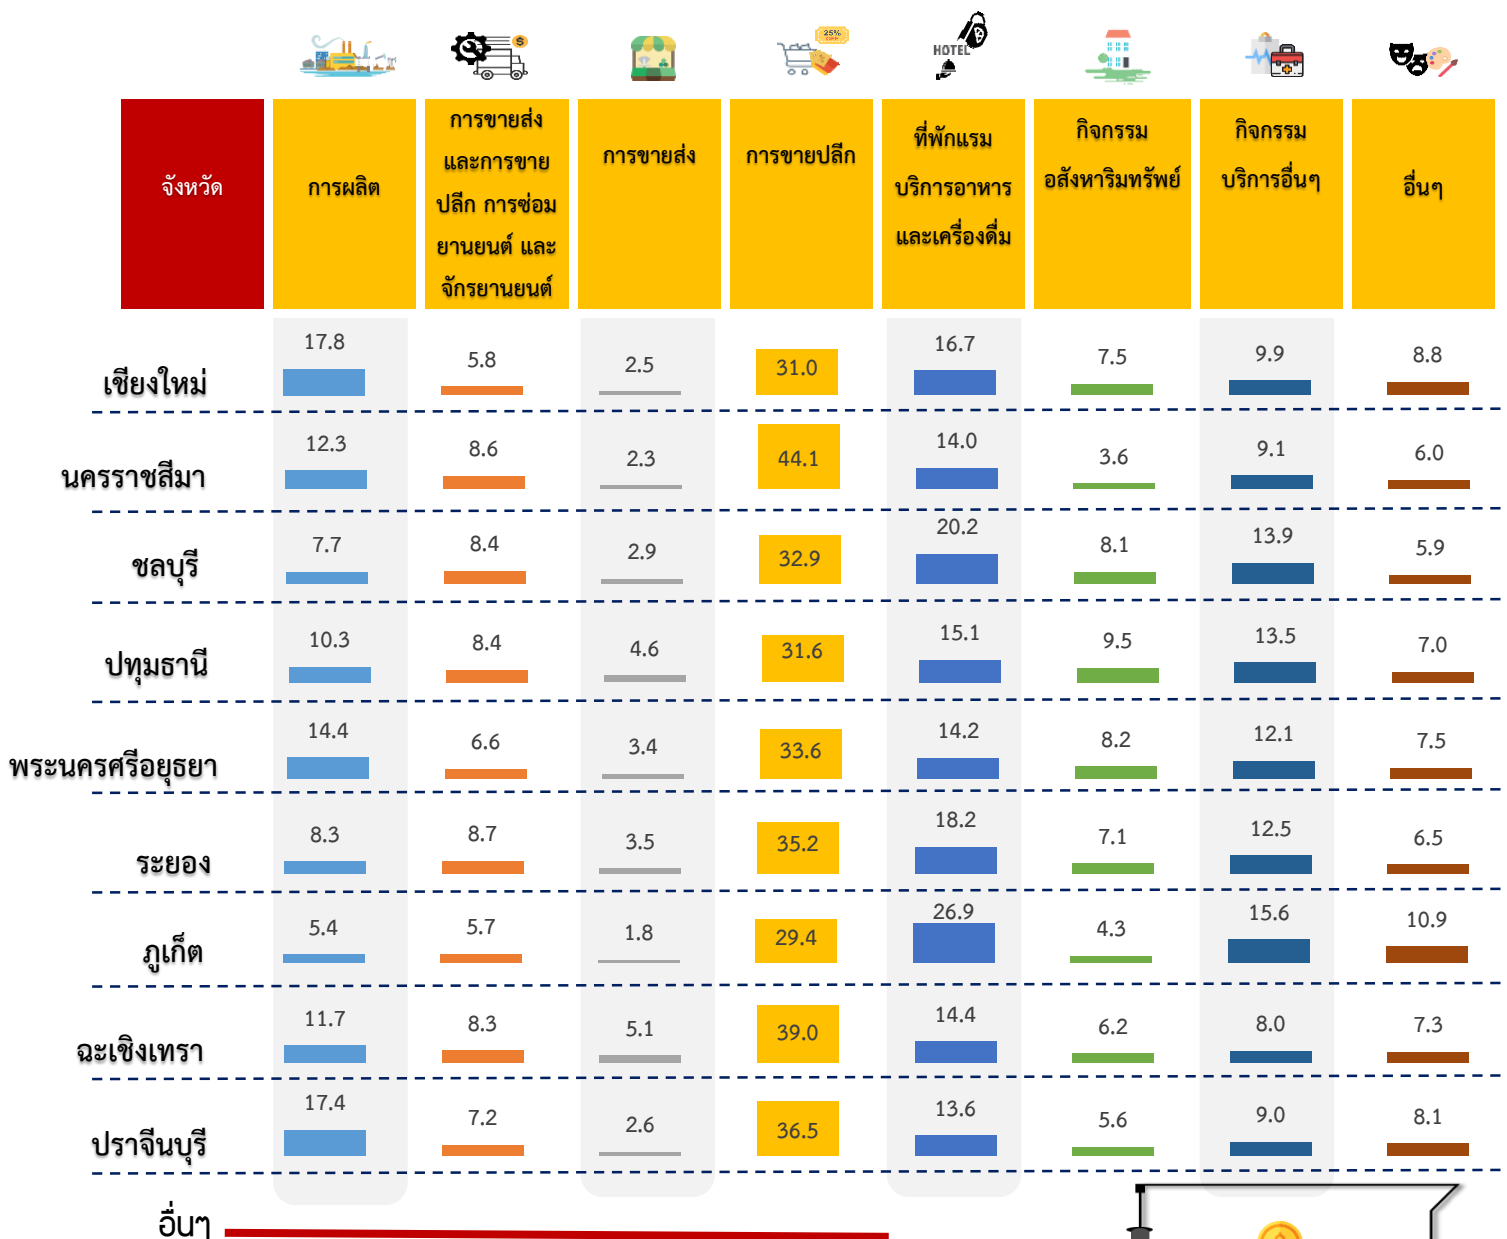 25%
OFF
$
HOTEL
จังหวัด
การผลิต
การขายส่ง
และการขาย
ปลีก การซ่อม
ยานยนต์ และ
จักรยานยนต์
การขายส่ง
การขายปลีก
ที่พักแรม
บริการอาหาร
และเครื่องดื่ม
กิจกรรม
อสังหาริมทรัพย์
กิจกรรม
บริการอื่นๆ
อื่นๆ
เชียงใหม่ 17.8 5.8 2.5 31.0 16.7 7.5 9.9 8.8
นครราชสีมา 12.3 8.6 2.3 44.1 14.0 3.6 9.1 6.0
ชลบุรี 7.7 8.4 2.9 32.9 20.2 8.1 13.9 5.9
ปทุมธานี 10.3 8.4 4.6 31.6 15.1 9.5 13.5 7.0
พระนครศรีอยุธยา 14.4 6.6 3.4 33.6 14.2 8.2 12.1 7.5
ระยอง 8.3 8.7 3.5 35.2 18.2 7.1 12.5 6.5
ภูเก็ต 5.4 5.7 1.8 29.4 26.9 4.3 15.6 10.9
ฉะเชิงเทรา 11.7 8.3 5.1 39.0 14.4 6.2 8.0 7.3
ปราจีนบุรี 17.4 7.2 2.6 36.5 13.6 5.6 9.0 8.1
อื่นๆ